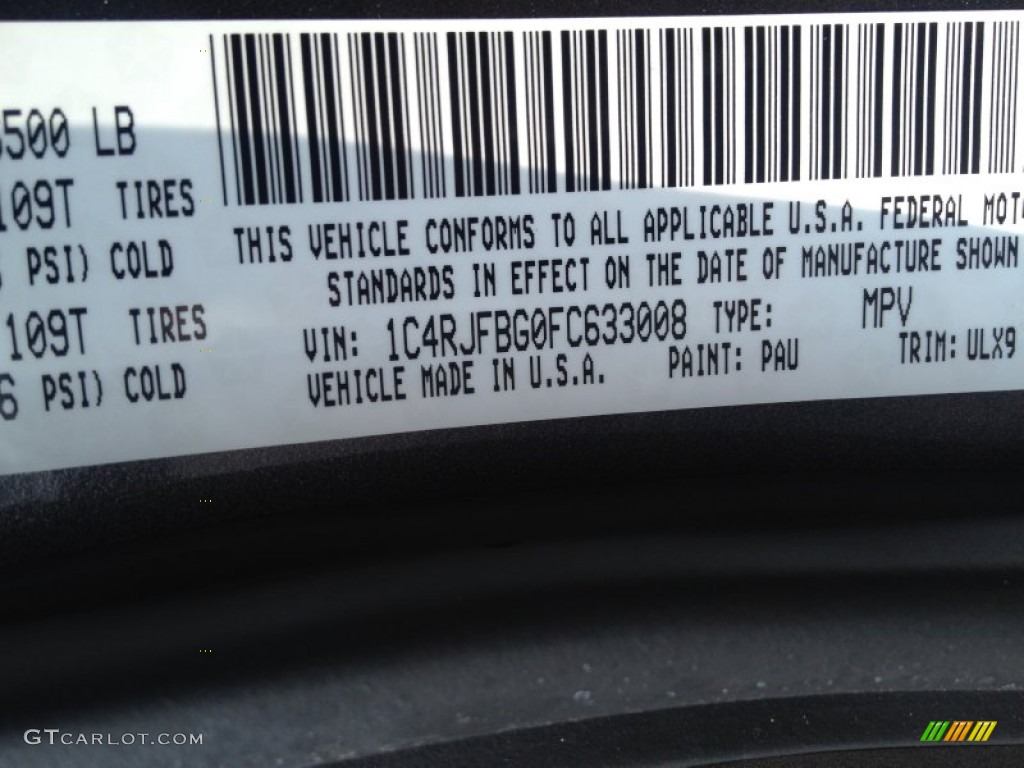 500 LB
109T TIRES
PSI) COLD
109T TIRES
6 PSI) COLD
THIS VEHICLE CONFORMS TO ALL APPLICABLE U.S.A. FEDERAL
STANDARDS IN EFFECT ON THE DATE OF MANUFACTURE SHOWN
VIN: 1C4RJFBG0FC633008 TYPE: MPV
VEHICLE MADE IN U.S.A. PAINT: PAU TRIM: ULX9
GTCARLOT.COM